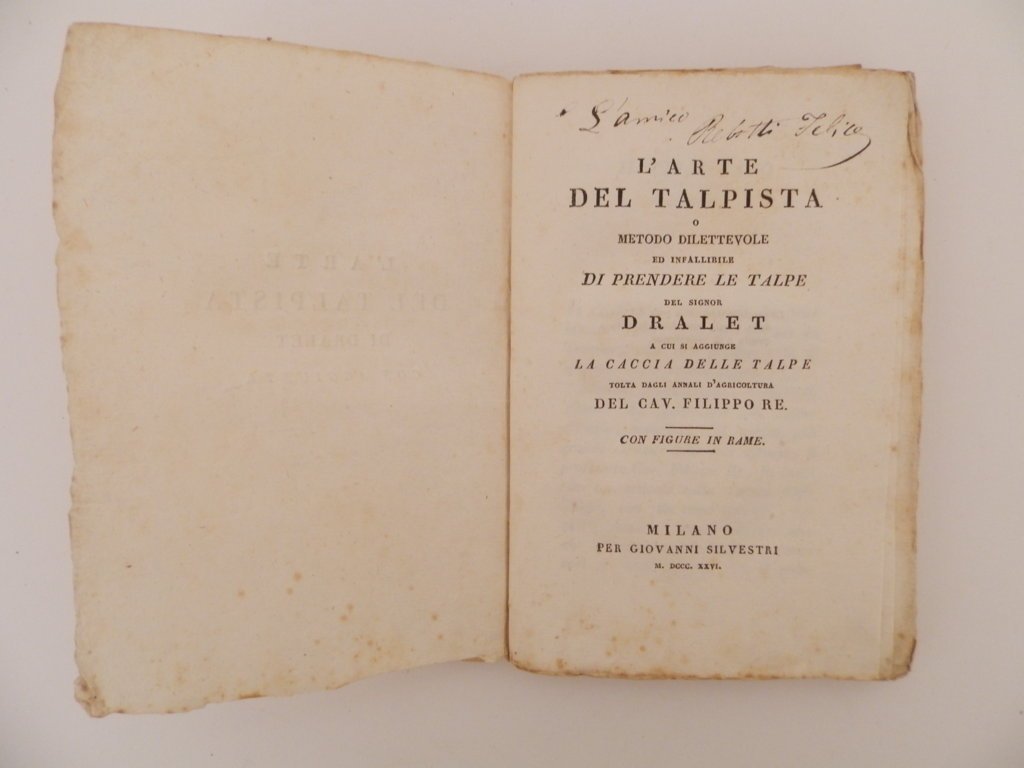 L'amico Rebotti Felice
L'ARTE
DEL TALPISTA
O
METODO DILETTEVOLE
ED INFALLIBILE
DI PRENDERE LE TALPE
DEL SIGNOR
DRALET
A CUI SI AGGIUNGE
LA CACCIA DELLE TALPE
TOLTA DAGLI ANNALI D'AGRICOLTURA
DEL CAV. FILIPPO RE.
CON FIGURE IN RAME.
MILANO
PER GIOVANNI SILVESTRI
M. DCCC. XXVI.